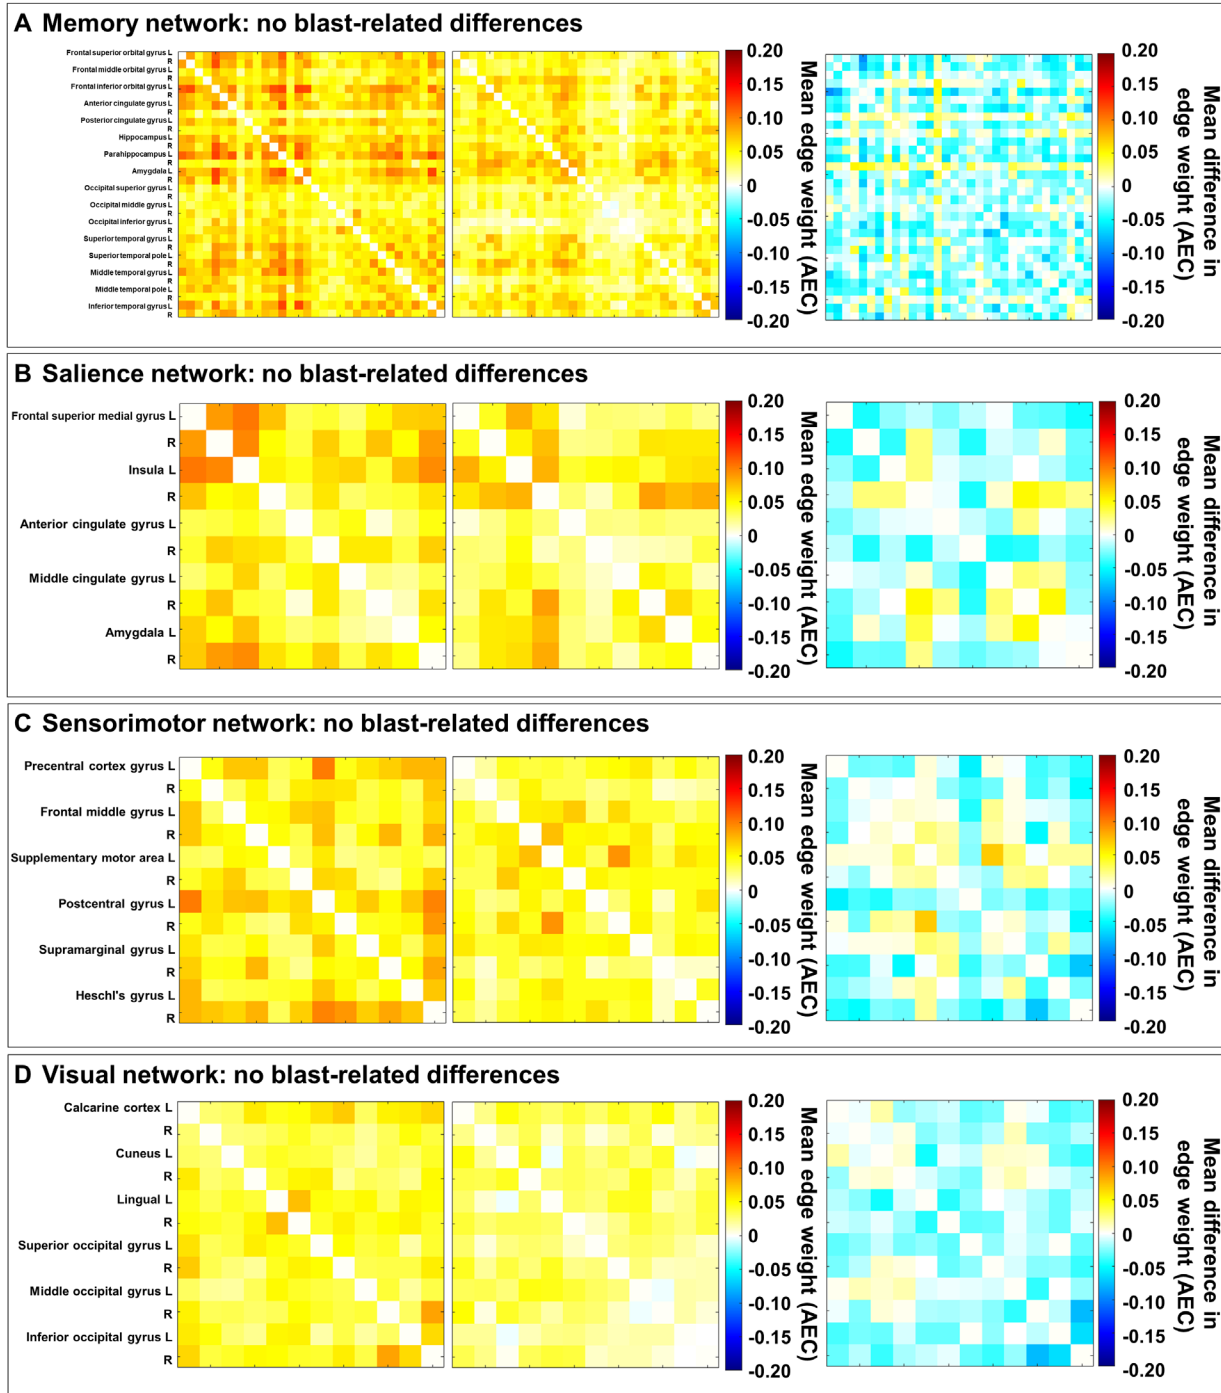 A Memory network: no blast-related differences
Frontal superior orbital gyrus L
R
Frontal middle orbital gyrus L
R
Frontal inferior orbital gyrus L
R
Anterior cingulate gyrus L
R
Posterior cingulate gyrus L
R
Hippocampus L
R
Parahippocampus L
R
Amygdala L
R
Occipital superior gyrus L
R
Occipital middle gyrus L
R
Occipital inferior gyrus L
R
Superior temporal gyrus L
R
Superior temporal pole L
R
Middle temporal gyrus L
R
Middle temporal pole L
R
Inferior temporal gyrus L
R
0.20
0.15
0.10
0.05
0
-0.05
-0.10
-0.15
-0.20
Mean edge weight (AEC)
0.20
0.15
0.10
0.05
0
-0.05
-0.10
-0.15
-0.20
Mean difference in
edge weight (AEC)
B Salience network: no blast-related differences
Frontal superior medial gyrus L
R
Insula L
R
Anterior cingulate gyrus L
R
Middle cingulate gyrus L
R
Amygdala L
R
0.20
0.15
0.10
0.05
0
-0.05
-0.10
-0.15
-0.20
Mean edge weight (AEC)
0.20
0.15
0.10
0.05
0
-0.05
-0.10
-0.15
-0.20
Mean difference in
edge weight (AEC)
C Sensorimotor network: no blast-related differences
Precentral cortex gyrus L
R
Frontal middle gyrus L
R
Supplementary motor area L
R
Postcentral gyrus L
R
Supramarginal gyrus L
R
Heschl's gyrus L
R
0.20
0.15
0.10
0.05
0
-0.05
-0.10
-0.15
-0.20
Mean edge weight (AEC)
0.20
0.15
0.10
0.05
0
-0.05
-0.10
-0.15
-0.20
Mean difference in
edge weight (AEC)
D Visual network: no blast-related differences
Calcarine cortex L
R
Cuneus L
R
Lingual L
R
Superior occipital gyrus L
R
Middle occipital gyrus L
R
Inferior occipital gyrus L
R
0.20
0.15
0.10
0.05
0
-0.05
-0.10
-0.15
-0.20
Mean edge weight (AEC)
0.20
0.15
0.10
0.05
0
-0.05
-0.10
-0.15
-0.20
Mean difference in
edge weight (AEC)